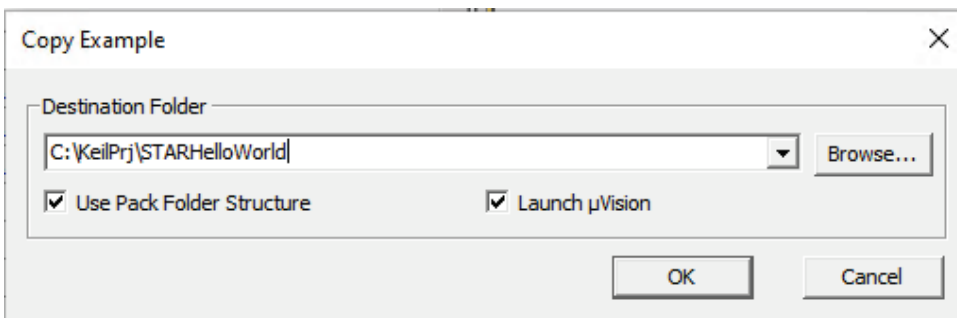 Copy Example
Destination Folder
C:\KeilPrj\STARHelloWorld
Browse...
Use Pack Folder Structure
Launch µVision
OK
Cancel